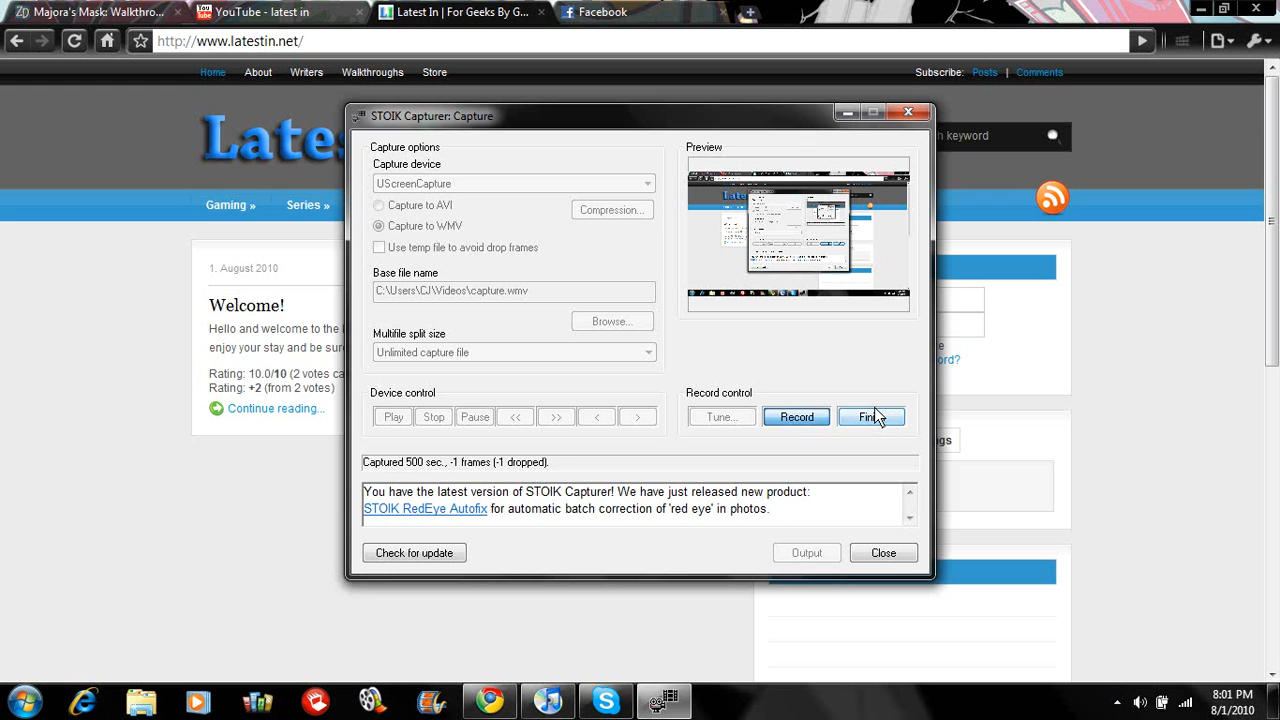 Majora's Mask: Walkthro...
YouTube - latest in
Latest In | For Geeks By G...
Facebook
http://www.latestin.net/
Home About Writers Walkthroughs Store
Subscribe: Posts | Comments
Lates
keyword
Gaming » Series »
STOIK Capturer: Capture
Capture options
Capture device
UScreenCapture
Capture to AVI
Compression...
Capture to WMV
Use temp file to avoid drop frames
Base file name
C:\Users\CJ\Videos\capture.wmv
Browse...
Multifile split size
Unlimited capture file
Preview
Device control
Play Stop Pause << >> < >
Record control
Tune... Record
Captured 500 sec., -1 frames (-1 dropped).
You have the latest version of STOIK Capturer! We have just released new product:
STOIK RedEye Autofix for automatic batch correction of 'red eye' in photos.
Check for update
Output Close
1. August 2010
Welcome!
Hello and welcome to the
enjoy your stay and be sure
Rating: 10.0/10 (2 votes ca
Rating: +2 (from 2 votes)
Continue reading...
8:01 PM
8/1/2010